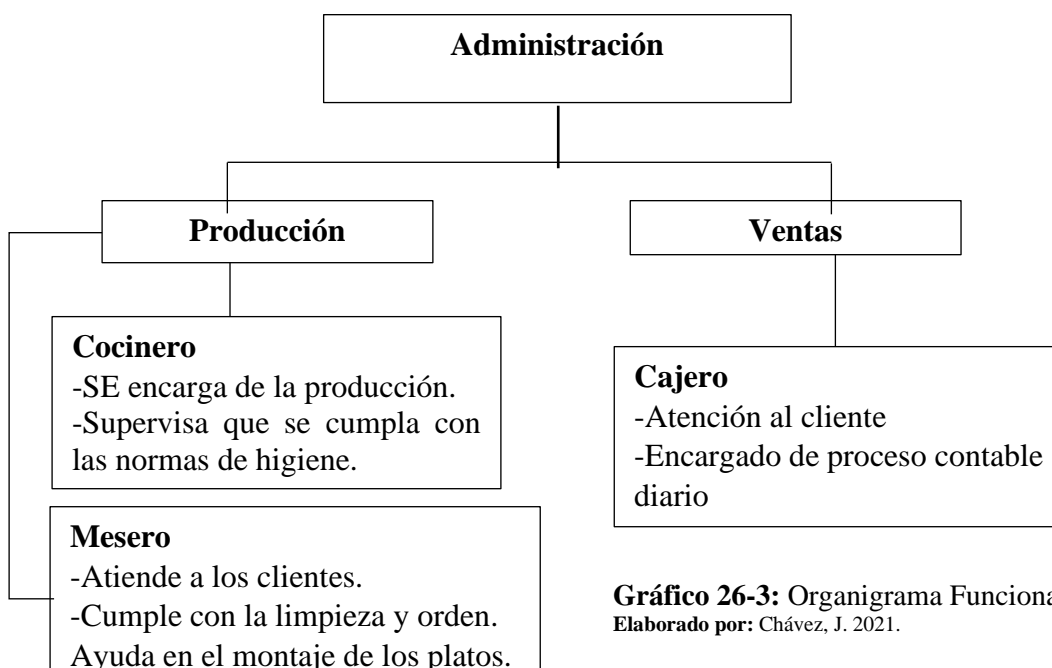 Administración
Producción
Ventas
Cocinero
-SE encarga de la producción.
-Supervisa que se cumpla con
las normas de higiene.
Cajero
-Atención al cliente
-Encargado de proceso contable
diario
Mesero
-Atiende a los clientes.
-Cumple con la limpieza y orden.
Ayuda en el montaje de los platos.
Gráfico 26-3: Organigrama Funciona
Elaborado por: Chávez, J. 2021.